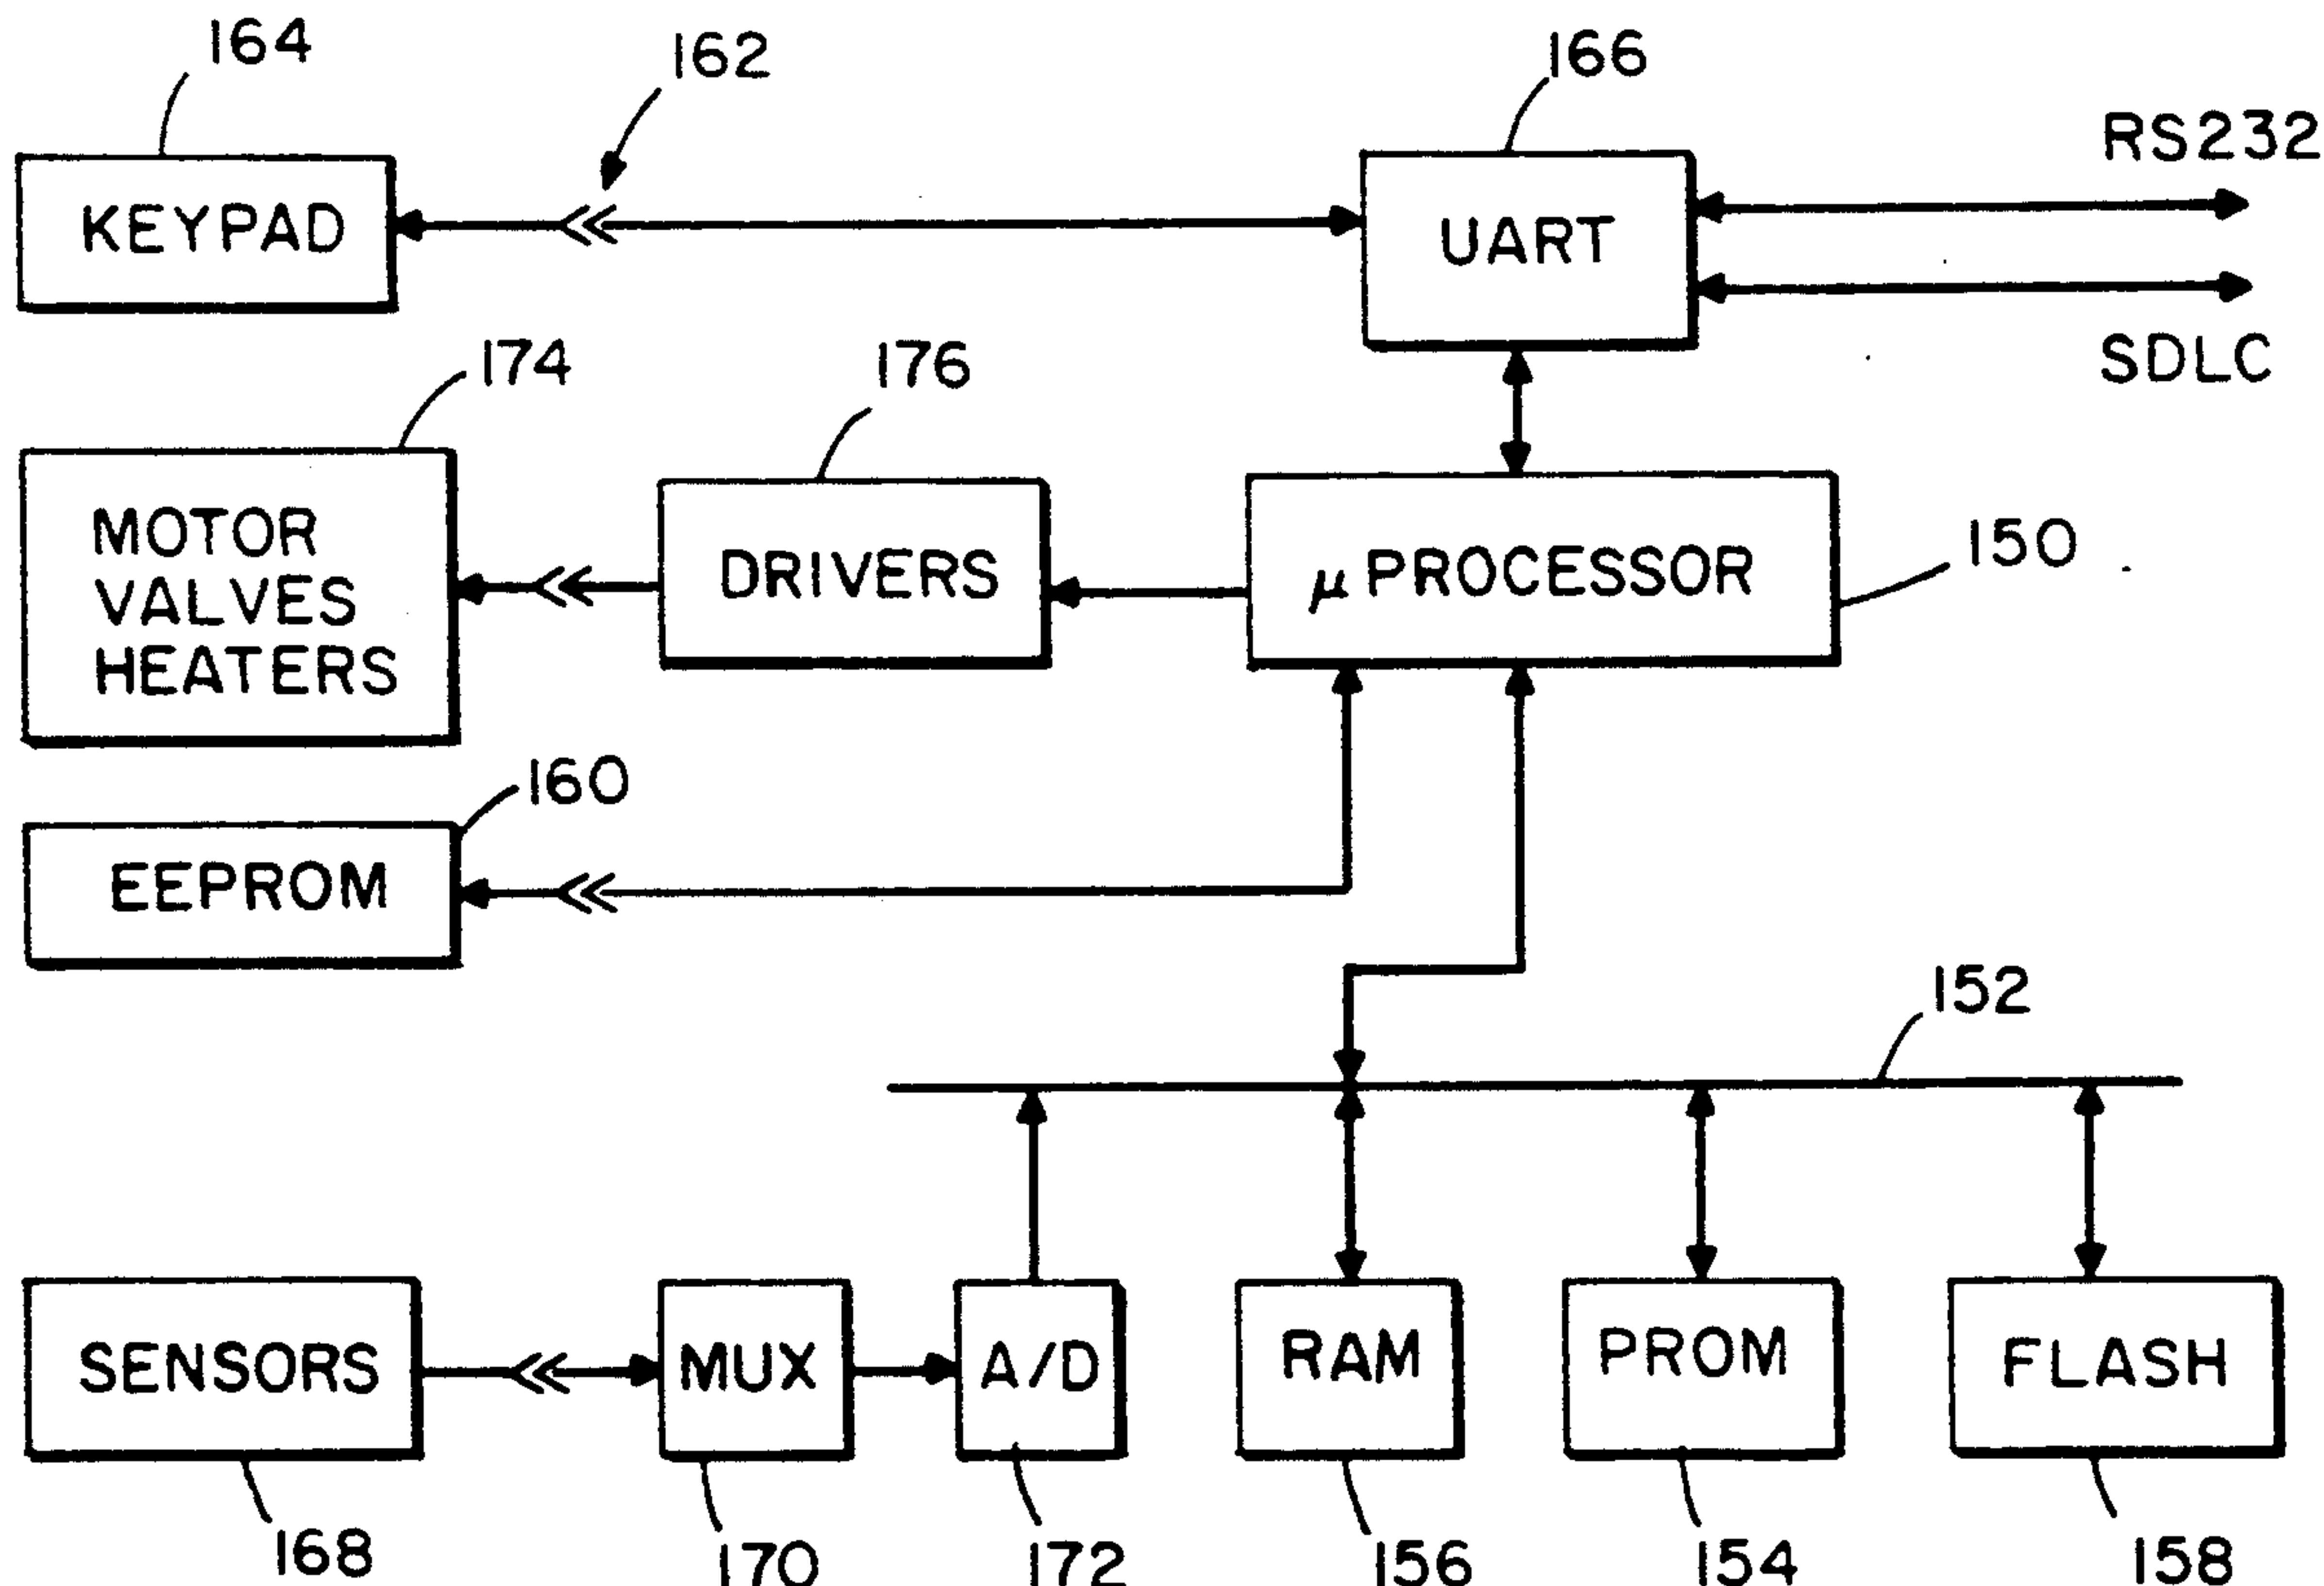 164
162
166
RS232
KEYPAD
UART
SDLC
174
176
MOTOR
VALVES
HEATERS
DRIVERS
μ PROCESSOR
150
160
EEPROM
152
SENSORS
MUX
A/D
RAM
PROM
FLASH
168
170
172
156
154
158